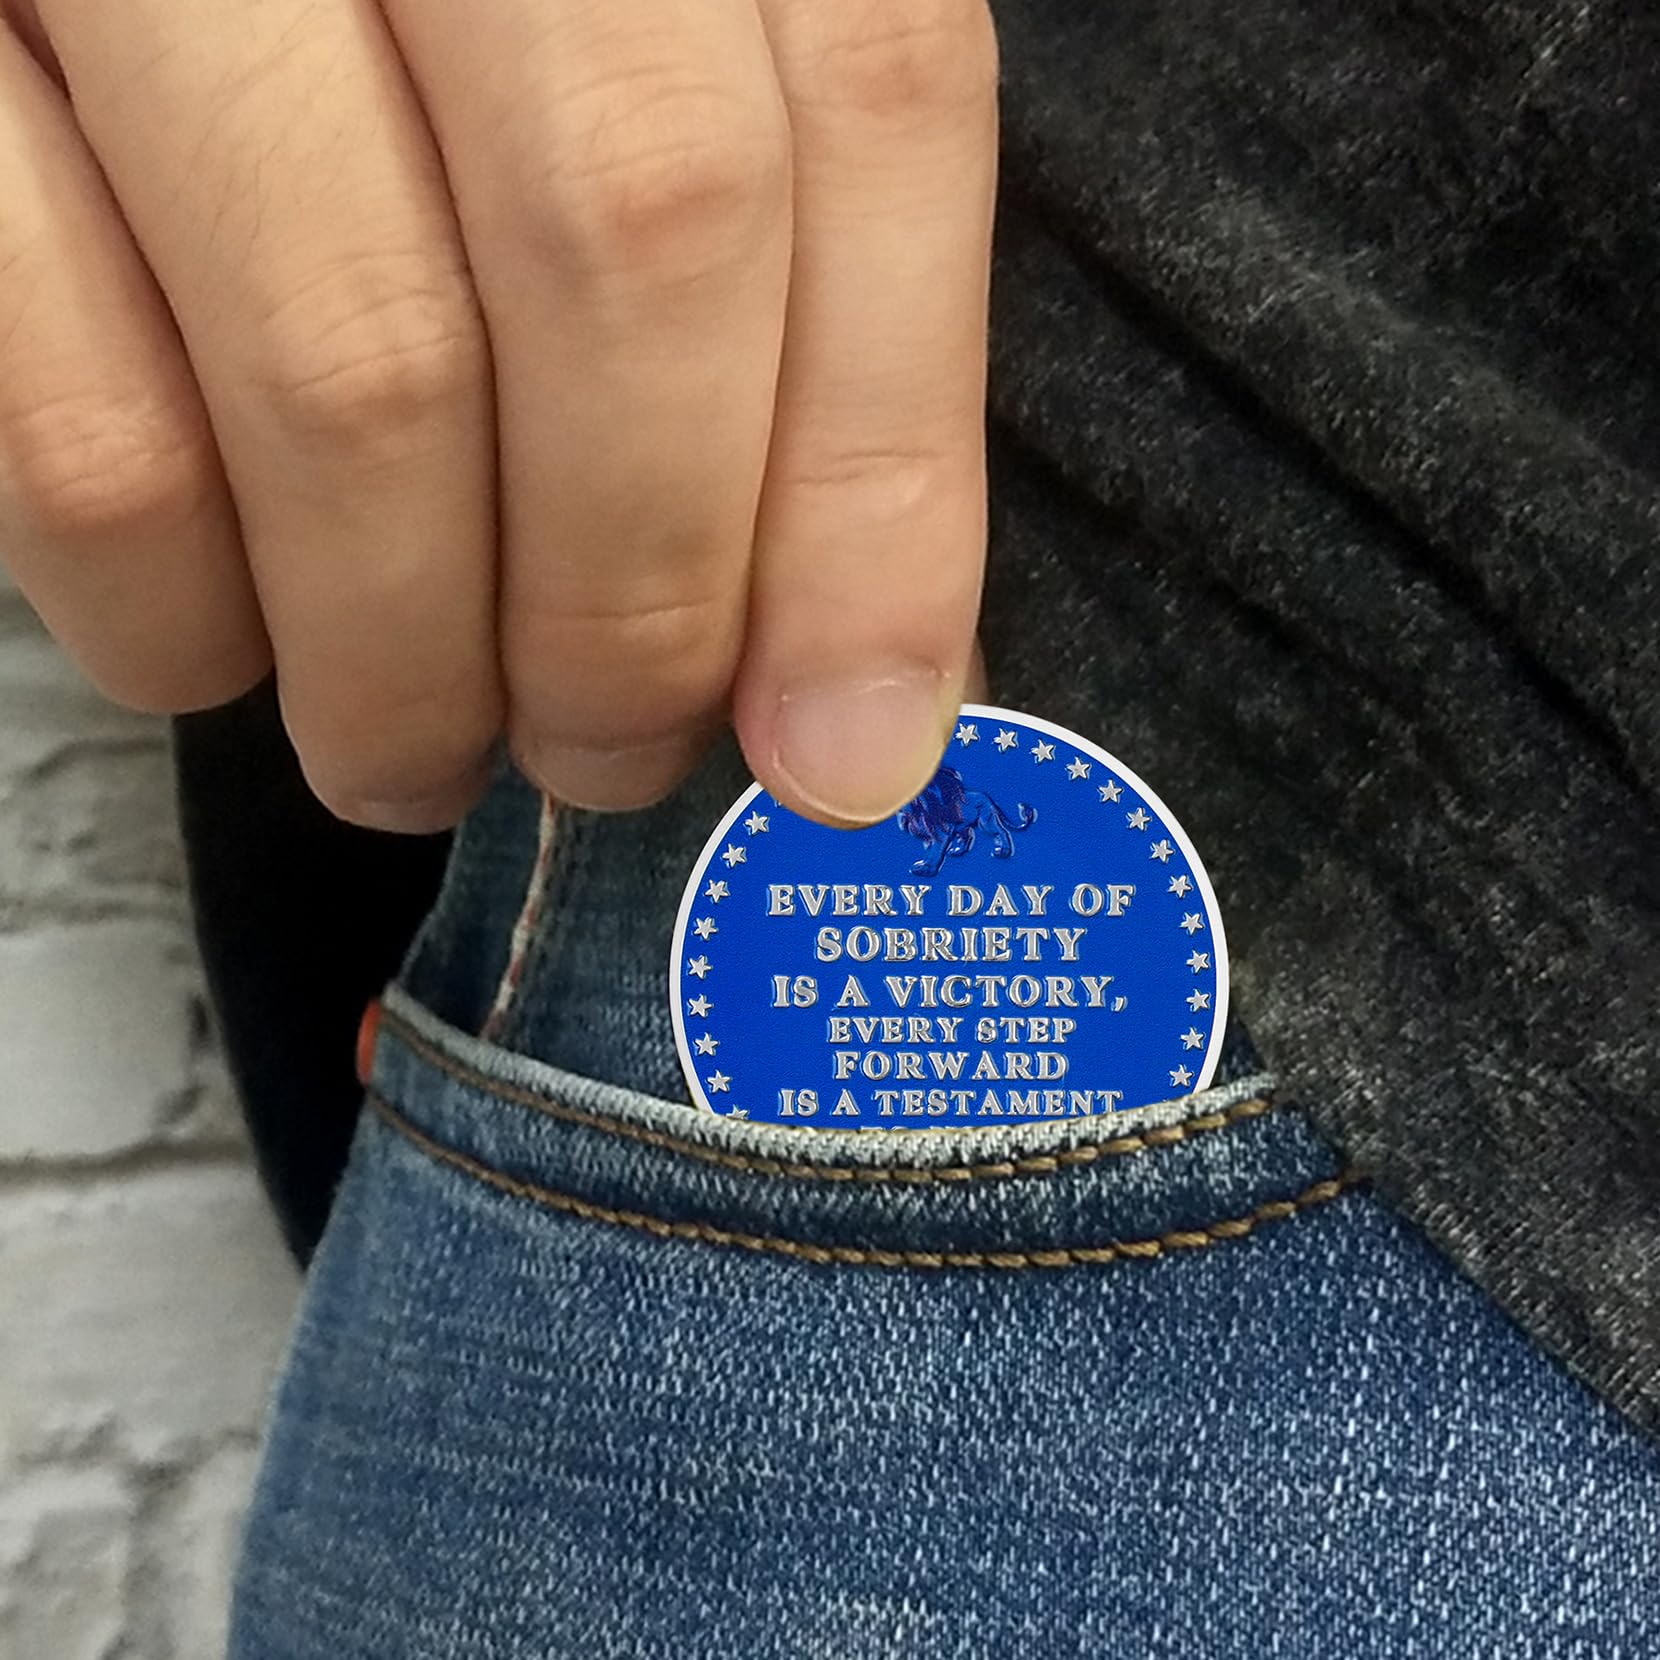 EVERY DAY OF
SOBRIETY
IS A VICTORY,
EVERY STEP
FORWARD
IS A TESTAMENT